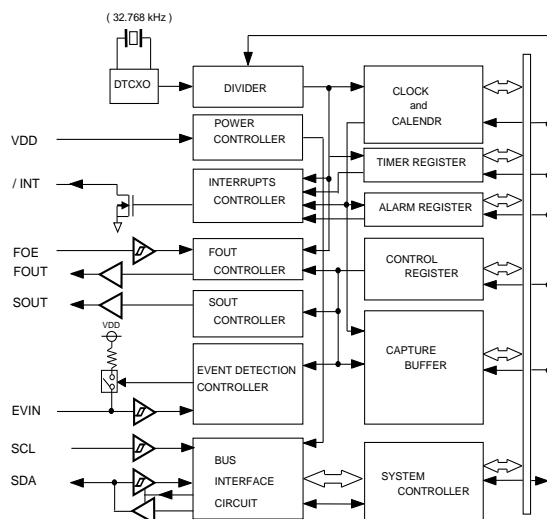 ( 32.768 kHz )
DTCXO
DIVIDER
CLOCK
and
CALENDR
VDD
POWER
CONTROLLER
TIMER REGISTER
/ INT
INTERRUPTS
CONTROLLER
ALARM REGISTER
FOE
FOUT
FOUT
CONTROLLER
CONTROL
REGISTER
SOUT
SOUT
CONTROLLER
VDD
EVENT DETECTION
CONTROLLER
CAPTURE
BUFFER
EVIN
SCL
SDA
BUS
INTERFACE
CIRCUIT
SYSTEM
CONTROLLER